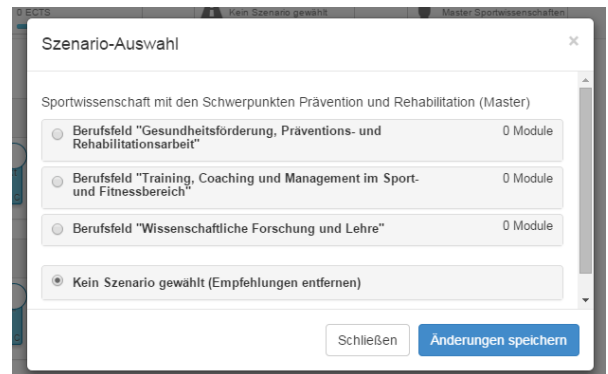 0 ECTS
Kein Szenario gewählt
Master Sportwissenschaften
Szenario-Auswahl
×
Sportwissenschaft mit den Schwerpunkten Prävention und Rehabilitation (Master)
Berufsfeld "Gesundheitsförderung, Präventions- und 0 Module
Rehabilitationsarbeit"
Berufsfeld "Training, Coaching und Management im Sport- 0 Module
und Fitnessbereich"
Berufsfeld "Wissenschaftliche Forschung und Lehre" 0 Module
Kein Szenario gewählt (Empfehlungen entfernen)
Schließen Änderungen speichern